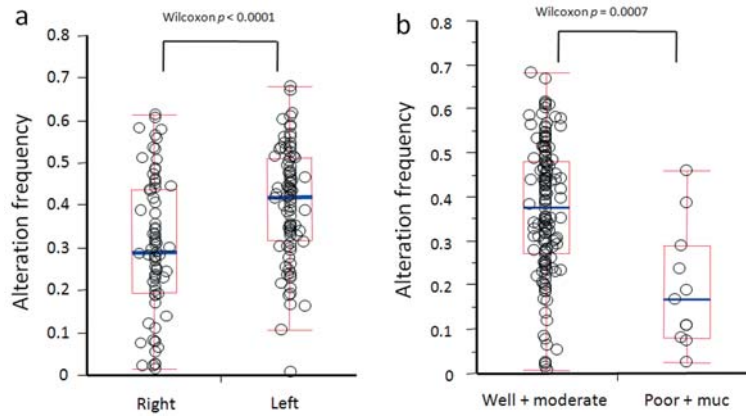 a
Wilcoxon p < 0.0001
Alteration frequency
0.8
0.7
0.6
0.5
0.4
0.3
0.2
0.1
0
Right Left
b
Wilcoxon p = 0.0007
Alteration frequency
0.8
0.7
0.6
0.5
0.4
0.3
0.2
0.1
0
Well + moderate Poor + muc